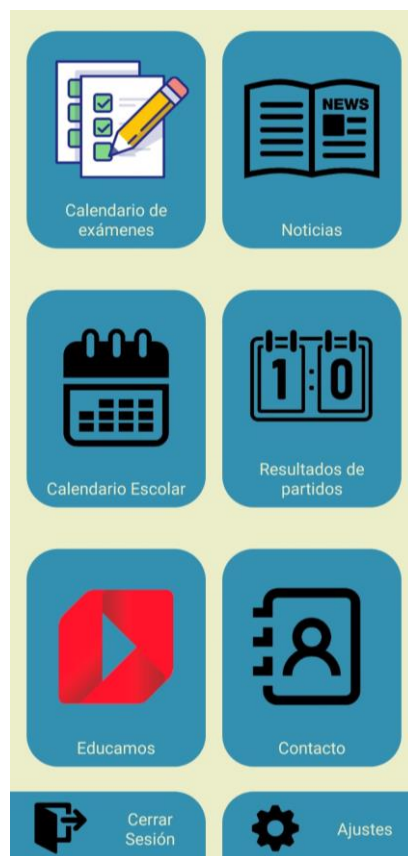 NEWS
Calendario de
exámenes
Noticias
1:0
Calendario Escolar
Resultados de
partidos
Educamos
Contacto
Cerrar
Sesión
Ajustes